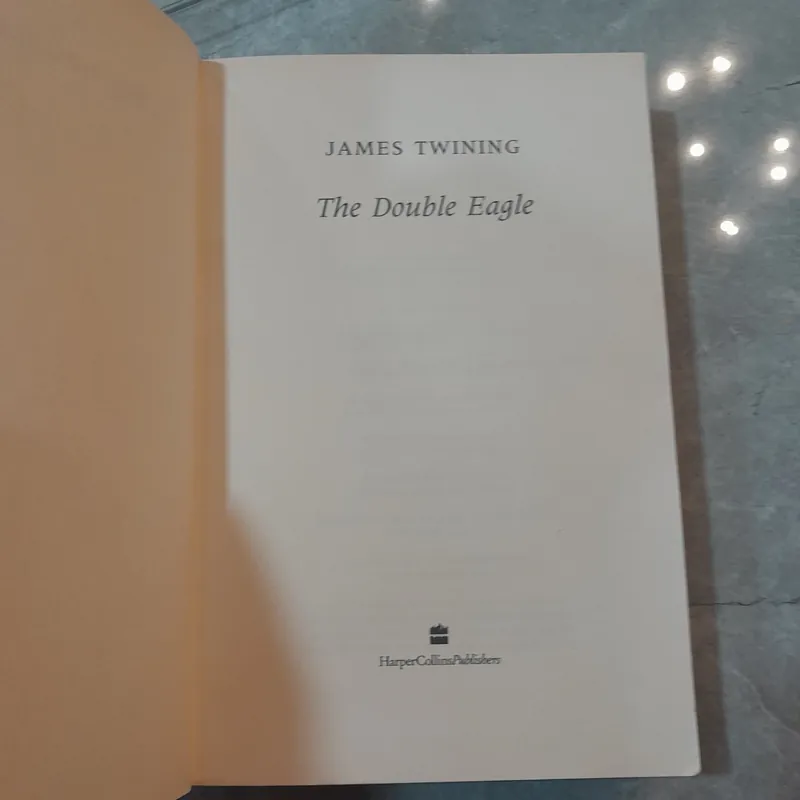 JAMES TWINING
The Double Eagle
HarperCollinsPublishers